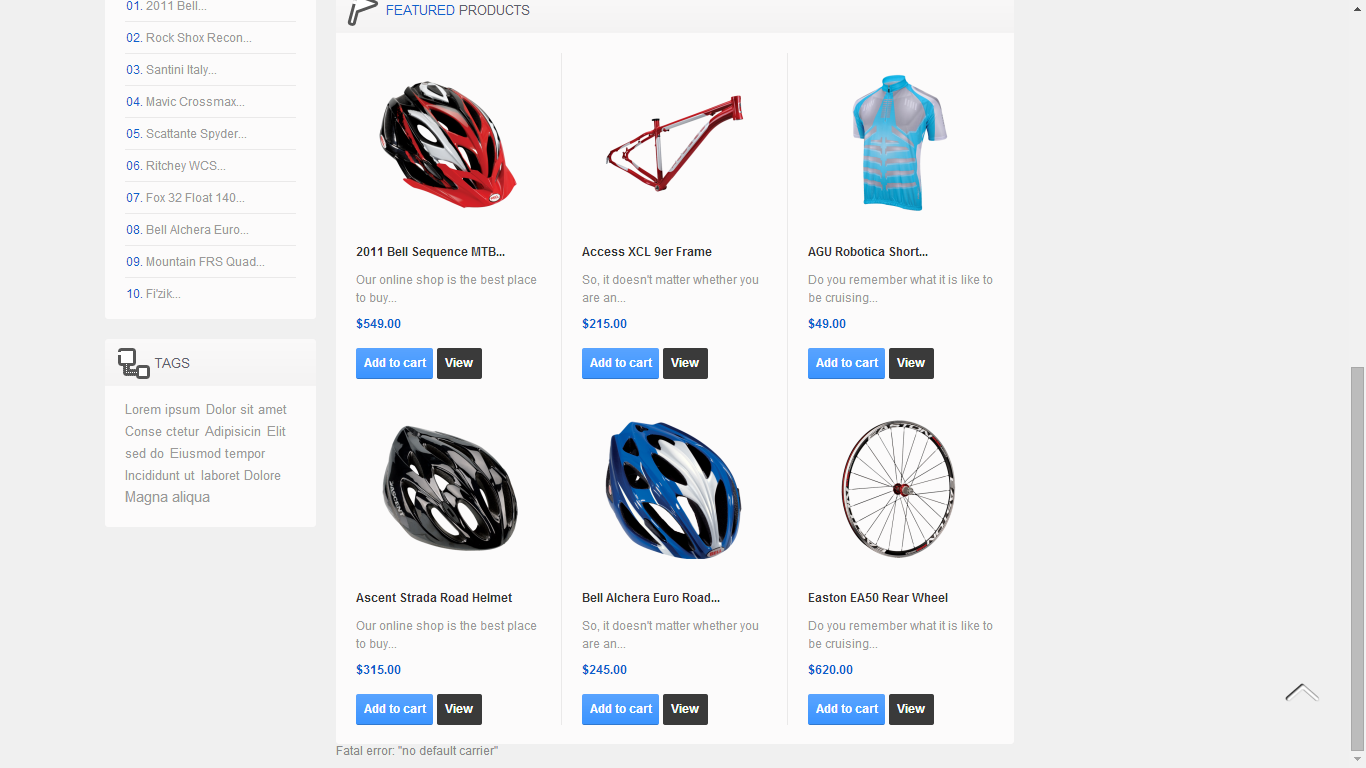 01. 2011 Bell...
02. Rock Shox Recon...
03. Santini Italy...
04. Mavic Crossmax...
05. Scattante Spyder...
06. Ritchey WCS...
07. Fox 32 Float 140...
08. Bell Alchera Euro...
09. Mountain FRS Quad...
10. Fi'zik...
TAGS
Lorem ipsum Dolor sit amet
Conse ctetur Adipisicin Elit
sed do Eiusmod tempor
Incididunt ut laboret Dolore
Magna aliqua
FEATURED PRODUCTS
2011 Bell Sequence MTB...
Our online shop is the best place
to buy...
$549.00
Add to cart View
Access XCL 9er Frame
So, it doesn't matter whether you
are an...
$215.00
Add to cart View
AGU Robotica Short...
Do you remember what it is like to
be cruising...
$49.00
Add to cart View
ASCENT
Ascent Strada Road Helmet
Our online shop is the best place
to buy...
$315.00
Add to cart View
BELL
Bell Alchera Euro Road...
So, it doesn't matter whether you
are an...
$245.00
Add to cart View
EASTON
EASTON
Easton EA50 Rear Wheel
Do you remember what it is like to
be cruising...
$620.00
Add to cart View
Fatal error: "no default carrier"